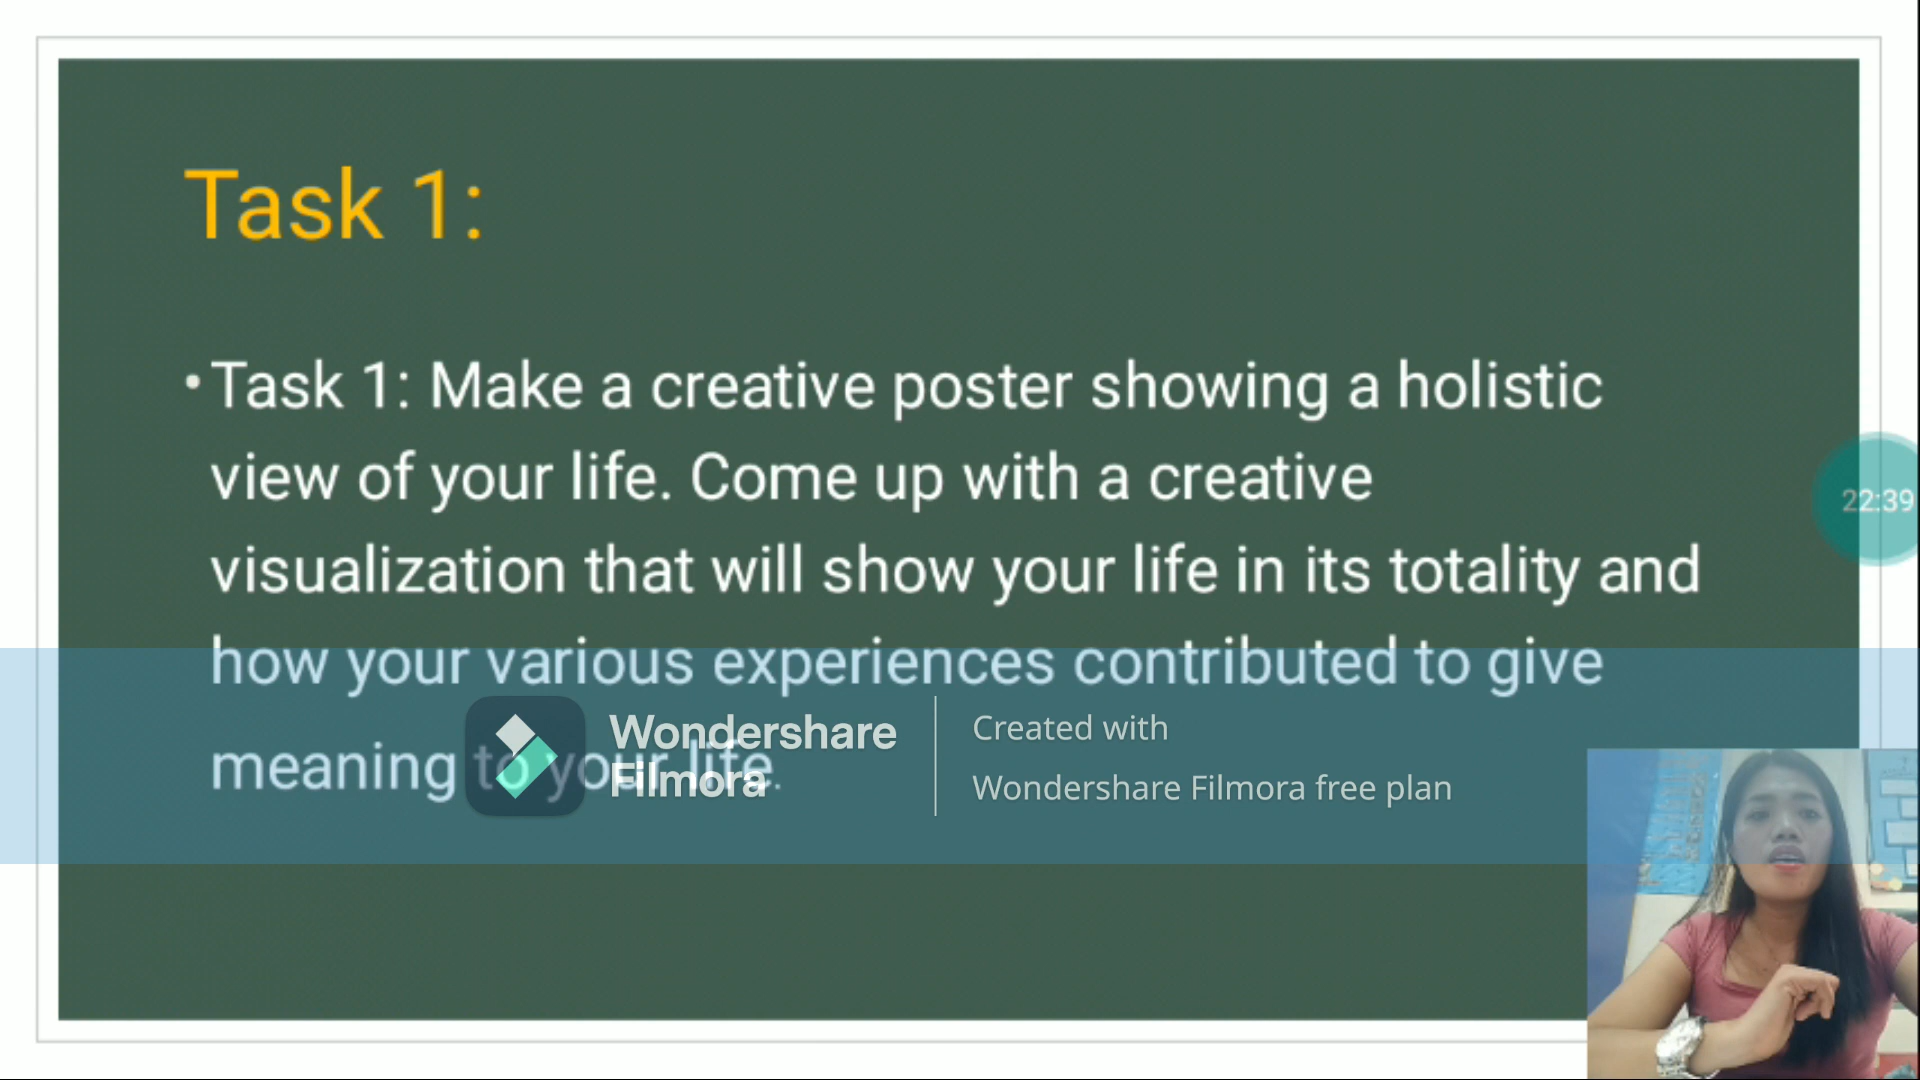 Task 1:
• Task 1: Make a creative poster showing a holistic
view of your life. Come up with a creative
visualization that will show your life in its totality and
how your various experiences contributed to give
meaning to your life.
22:39
Wondershare
Filmora
Created with
Wondershare Filmora free plan